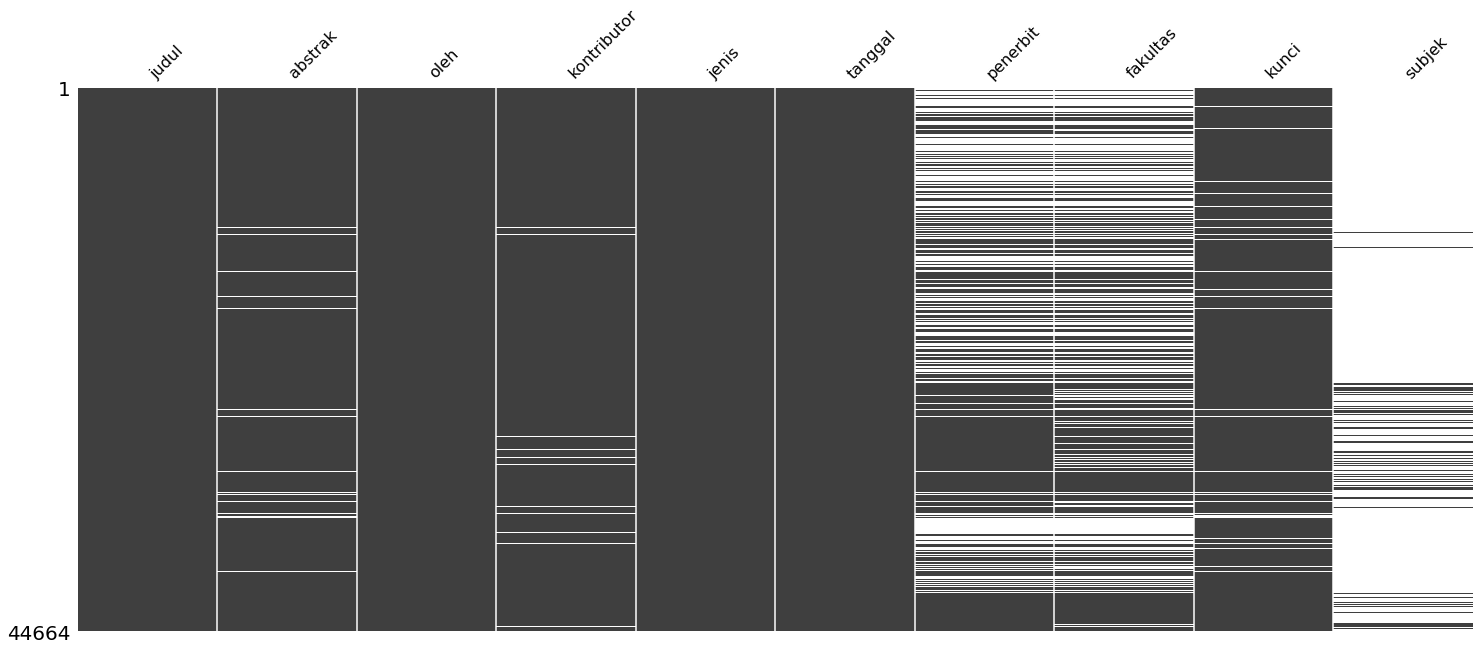 judul
abstrak
oleh
kontributor
jenis
tanggal
penerbit
fakultas
kunci
subjek
1
44664